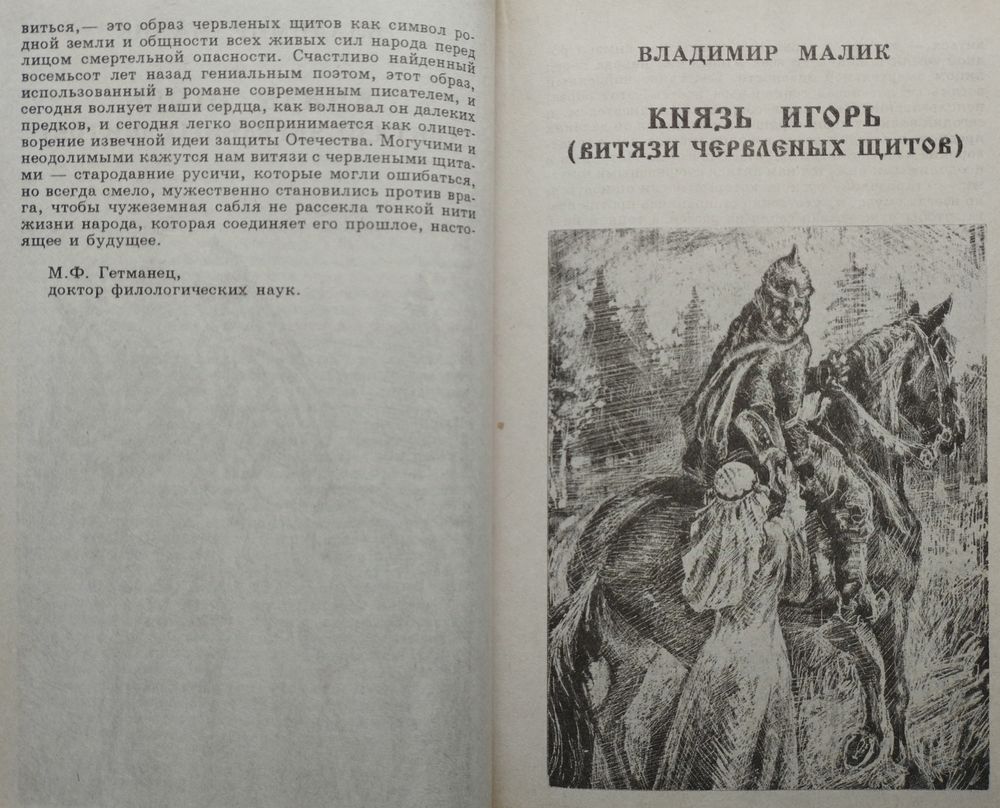 виться,— это образ червленых щитов как символ ро-
дной земли и общности всех живых сил народа перед
лицом смертельной опасности. Счастливо найденный
восемьсот лет назад гениальным поэтом, этот образ,
использованный в романе современным писателем, и
сегодня волнует наши сердца, как волновал он далеких
предков, и сегодня легко воспринимается как олицет-
ворение извечной идеи защиты Отечества. Могучими и
неодолимыми кажутся нам витязи с червлеными щита-
ми — стародавние русичи, которые могли ошибаться,
но всегда смело, мужественно становились против вра-
га, чтобы чужеземная сабля не рассекла тонкой нити
жизни народа, которая соединяет его прошлое, насто-
ящее и будущее.
М.Ф. Гетманец,
доктор филологических наук.
ВЛАДИМИР МАЛИК
КНЯЗЬ ИГОРЬ
(ВИТЯЗИ ЧЕРВЛЕНЫХ ЩИТОВ)